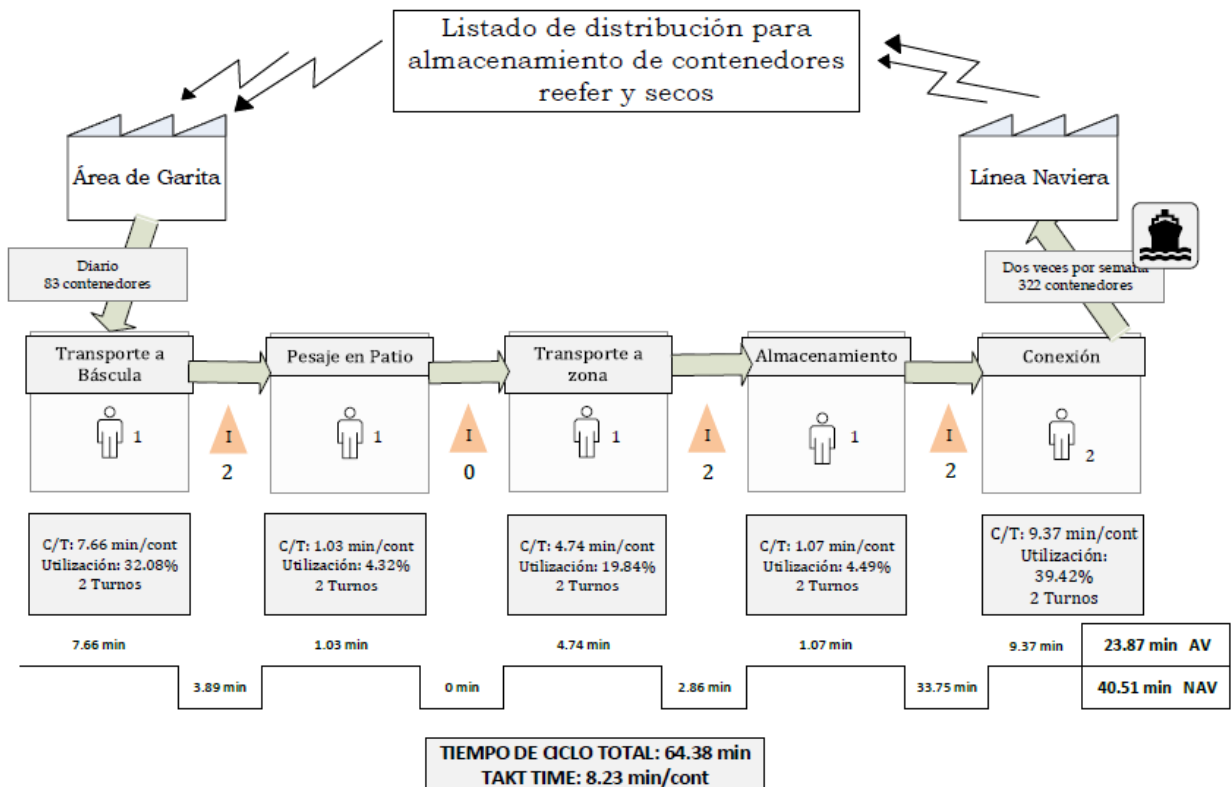 Listado de distribución para
almacenamiento de contenedores
reefer y secos
Área de Garita
Línea Naviera
Diario
83 contenedores
Dos veces por semana
322 contenedores
Transporte a
Báscula
Pesaje en Patio
Transporte a
zona
Almacenamiento
Conexión
1
I
2
1
I
0
1
I
2
1
I
2
2
C/T: 7.66 min/cont
Utilización: 32.08%
2 Turnos
C/T: 1.03 min/cont
Utilización: 4.32%
2 Turnos
C/T: 4.74 min/cont
Utilización: 19.84%
2 Turnos
C/T: 1.07 min/cont
Utilización: 4.49%
2 Turnos
C/T: 9.37 min/cont
Utilización:
39.42%
2 Turnos
7.66 min
1.03 min
4.74 min
1.07 min
9.37 min
23.87 min AV
3.89 min
0 min
2.86 min
33.75 min
40.51 min NAV
TIEMPO DE CICLO TOTAL: 64.38 min
TAKT TIME: 8.23 min/cont